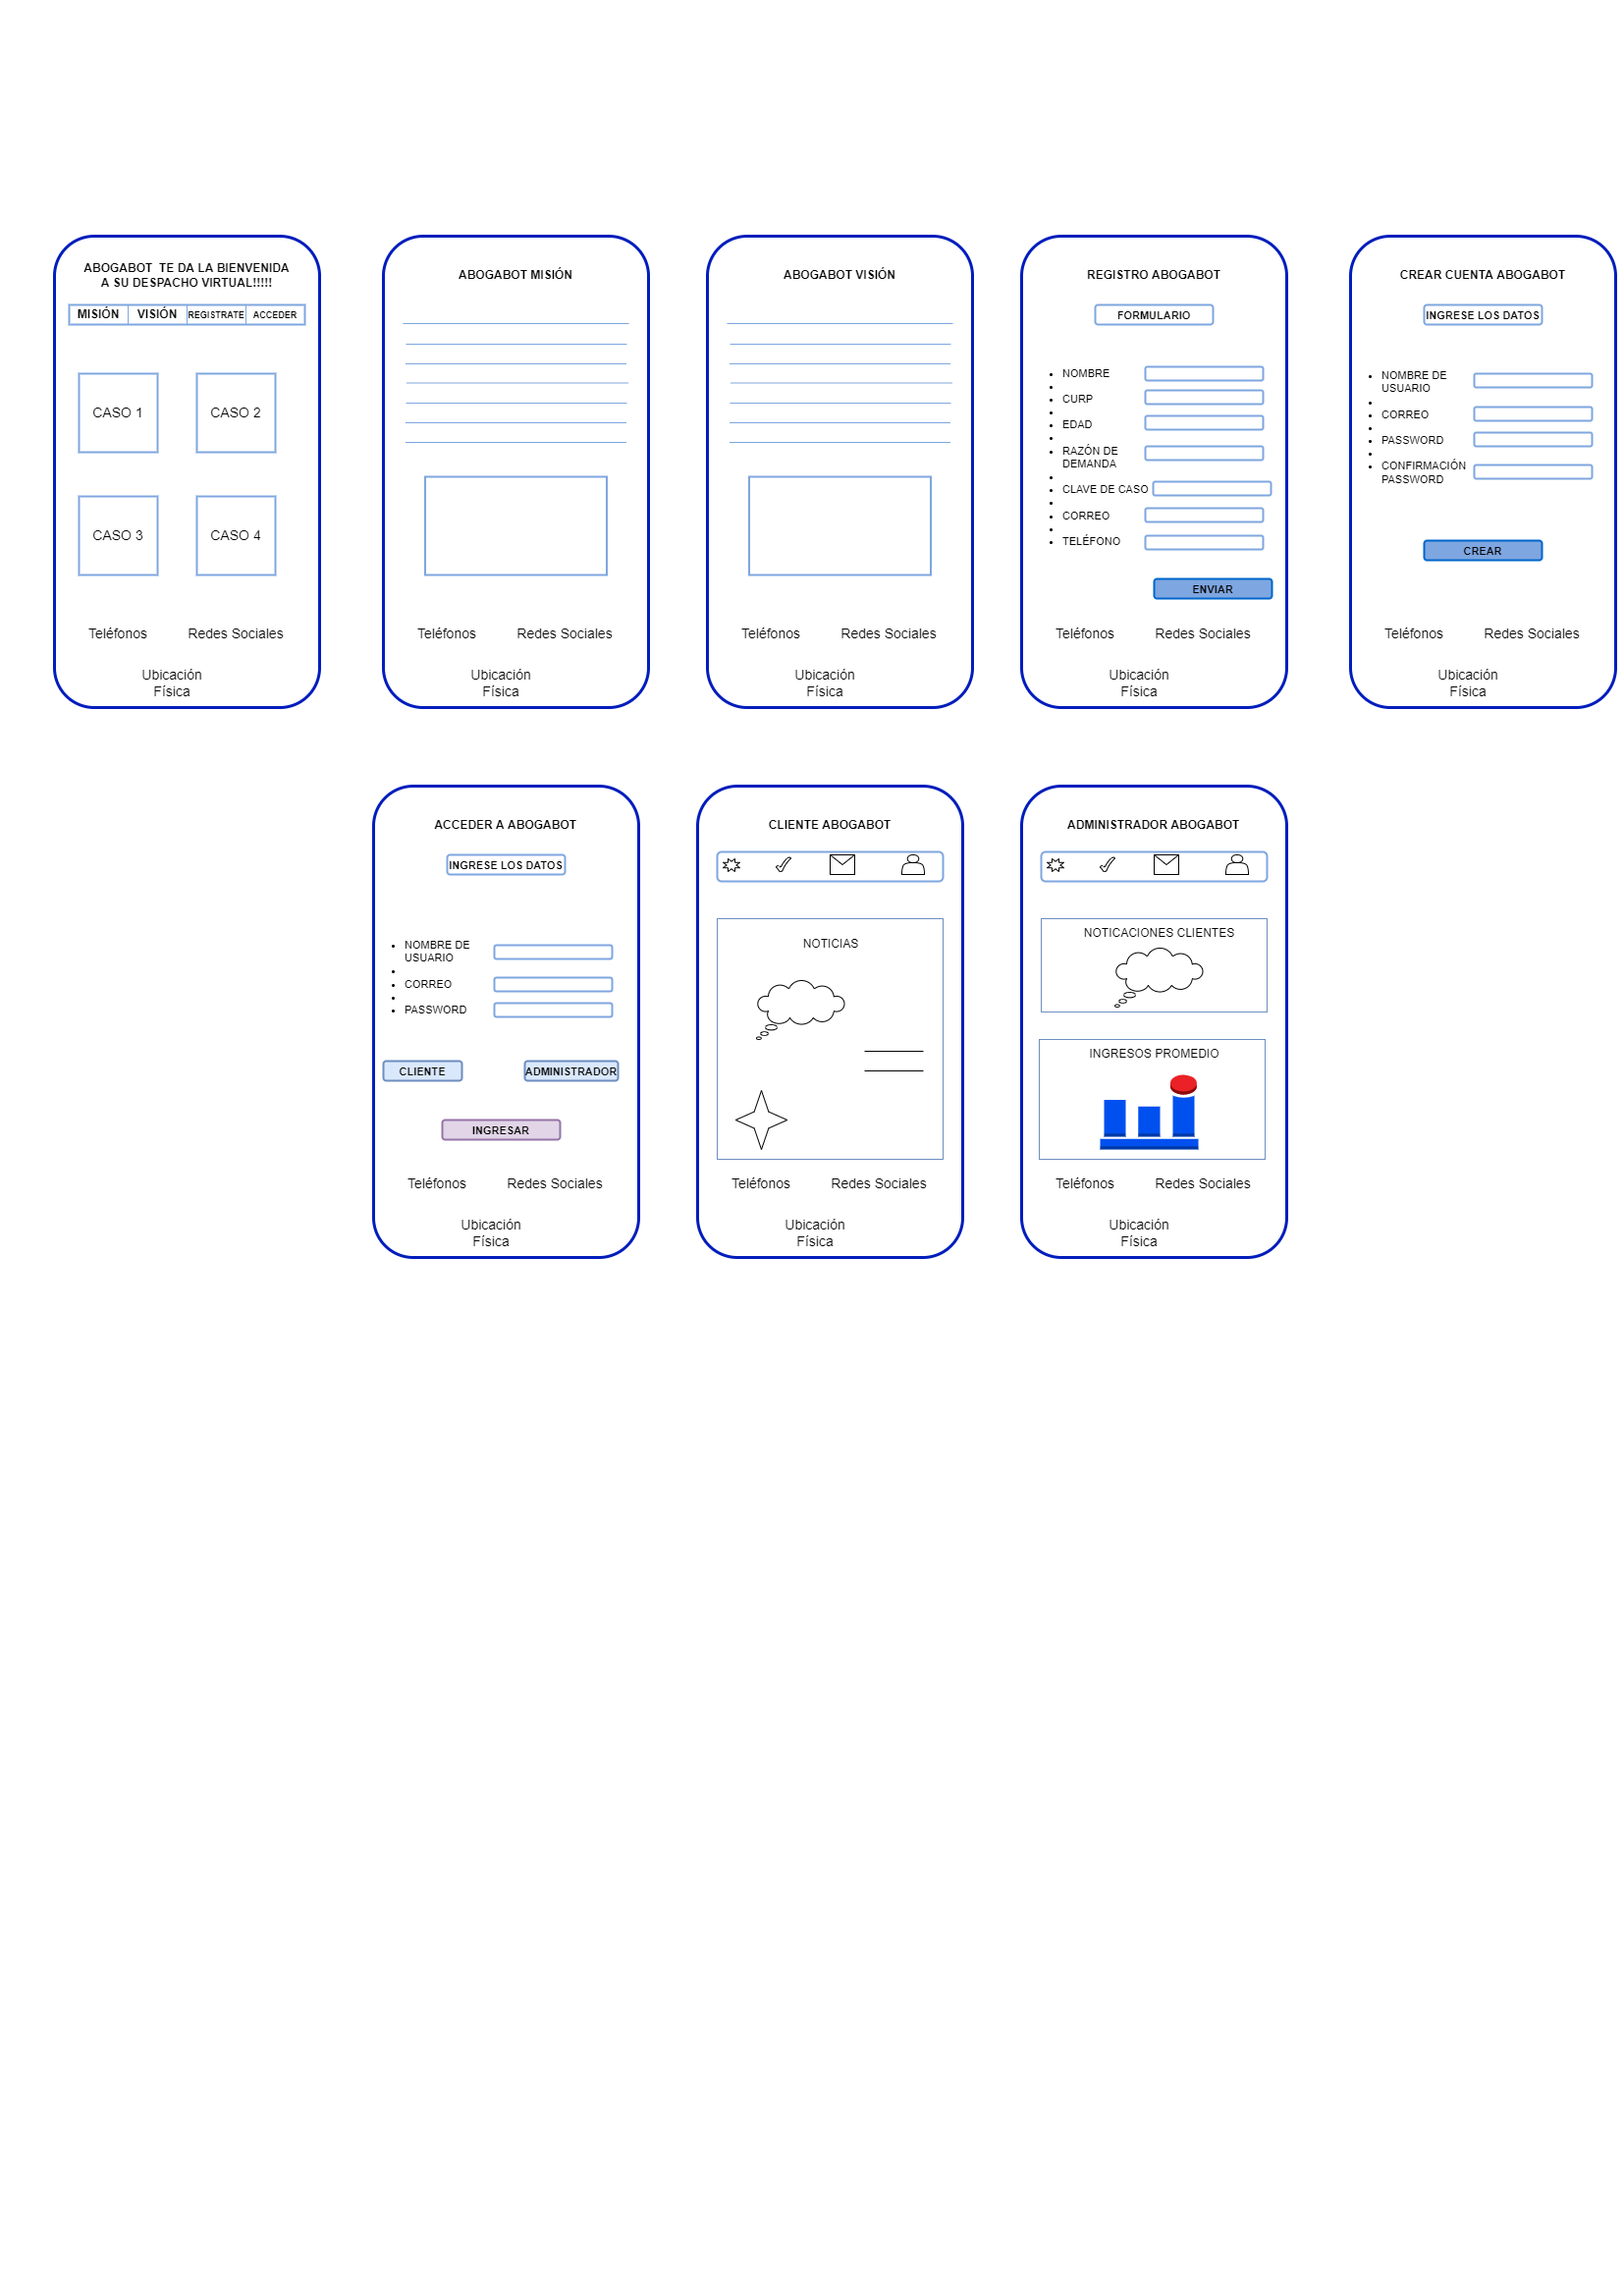 ABOGABOT  TE DA LA BIENVENIDA
A SU DESPACHO VIRTUAL!!!!!
MISIÓN VISIÓN REGISTRATE ACCEDER
CASO 1 CASO 2
CASO 3 CASO 4
Teléfonos Redes Sociales
Ubicación
Física
ABOGABOT MISIÓN
Teléfonos Redes Sociales
Ubicación
Física
ABOGABOT VISIÓN
Teléfonos Redes Sociales
Ubicación
Física
REGISTRO ABOGABOT
FORMULARIO
NOMBRE
CURP
EDAD
RAZÓN DE
DEMANDA
CLAVE DE CASO
CORREO
TELÉFONO
ENVIAR
Teléfonos Redes Sociales
Ubicación
Física
CREAR CUENTA ABOGABOT
INGRESE LOS DATOS
NOMBRE DE
USUARIO
CORREO
PASSWORD
CONFIRMACIÓN
PASSWORD
CREAR
Teléfonos Redes Sociales
Ubicación
Física
ACCEDER A ABOGABOT
INGRESE LOS DATOS
NOMBRE DE
USUARIO
CORREO
PASSWORD
CLIENTE ADMINISTRADOR
INGRESAR
Teléfonos Redes Sociales
Ubicación
Física
CLIENTE ABOGABOT
NOTICIAS
Teléfonos Redes Sociales
Ubicación
Física
ADMINISTRADOR ABOGABOT
NOTICACIONES CLIENTES
INGRESOS PROMEDIO
Teléfonos Redes Sociales
Ubicación
Física